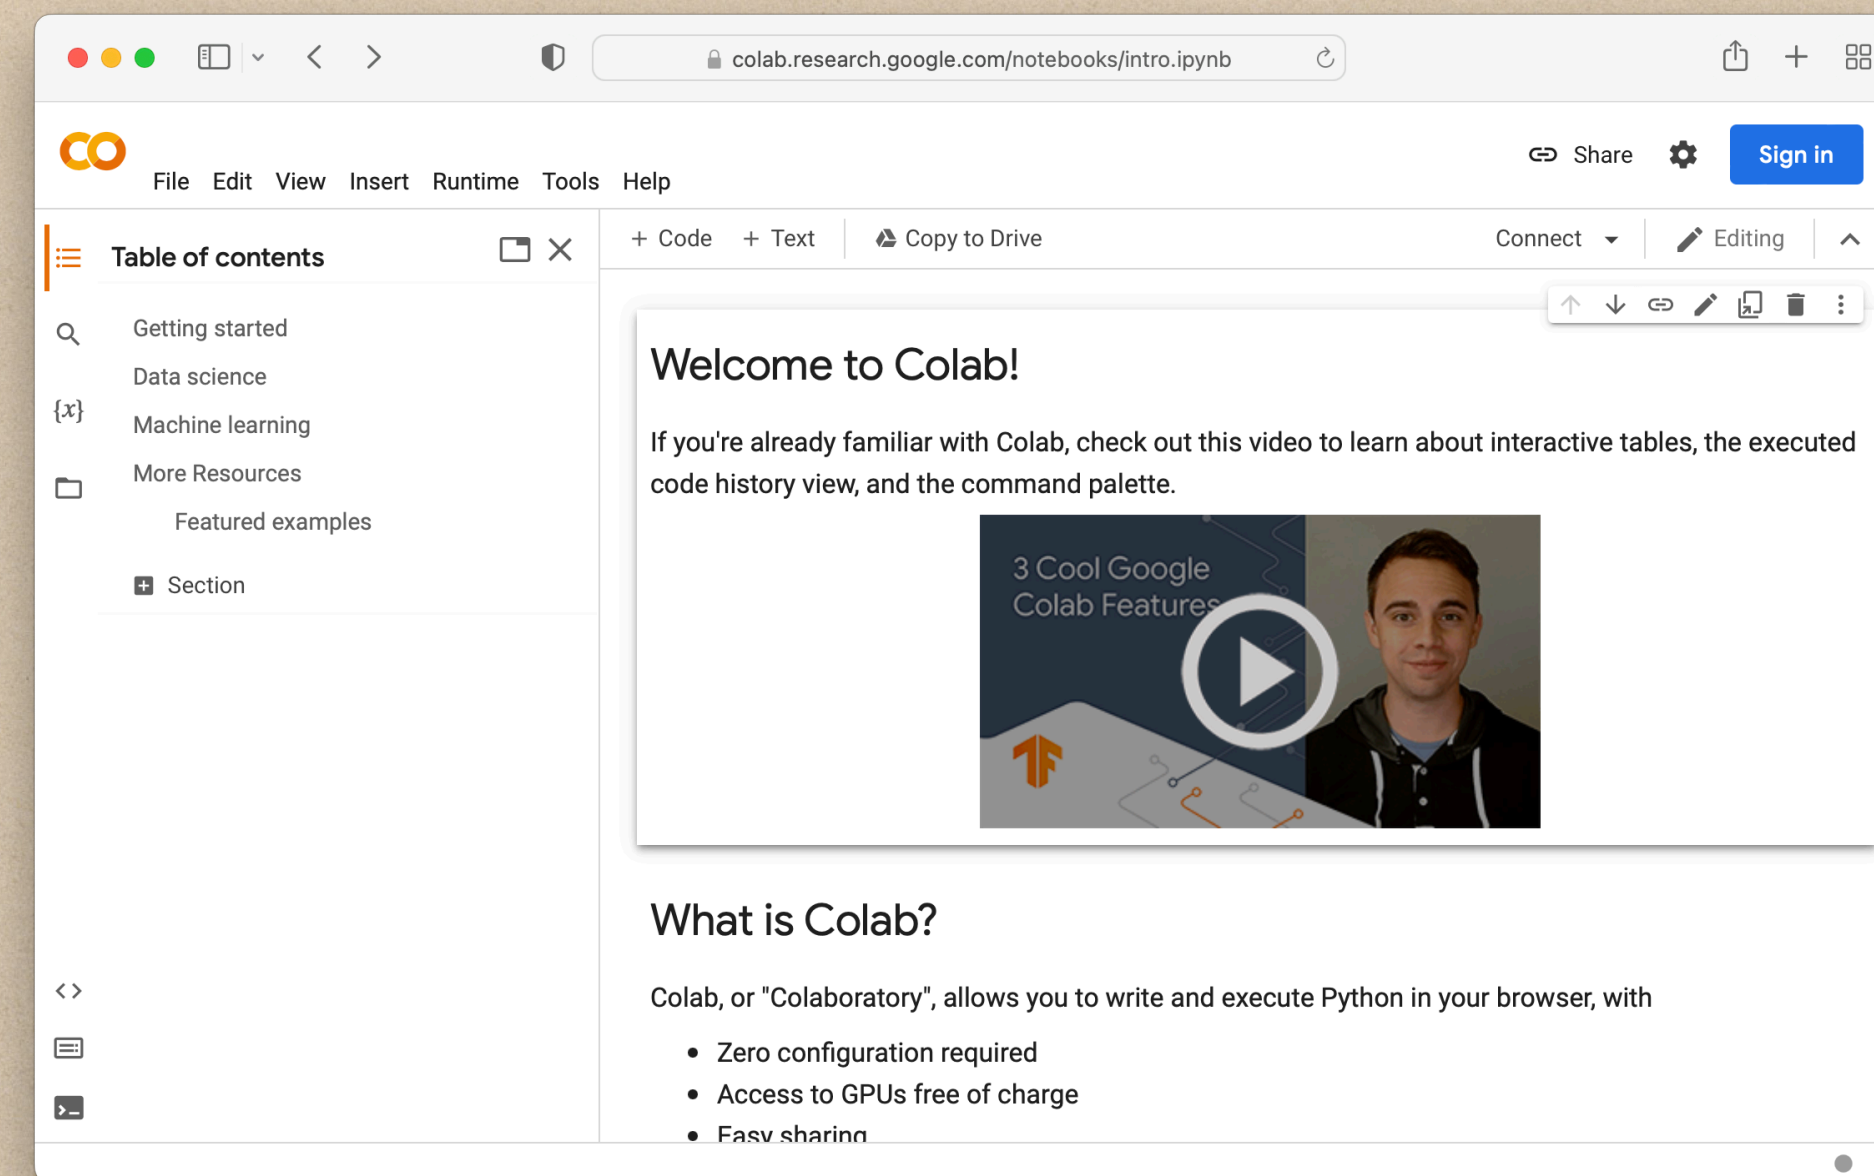 colab.research.google.com/notebooks/intro.ipynb
File Edit View Insert Runtime Tools Help
Share
Sign in
Table of contents
Getting started
Data science
Machine learning
More Resources
Featured examples
Section
+ Code + Text
Copy to Drive
Connect
Editing
{x}
Welcome to Colab!
If you're already familiar with Colab, check out this video to learn about interactive tables, the executed
code history view, and the command palette.
3 Cool Google
Colab Features
What is Colab?
Colab, or "Colaboratory", allows you to write and execute Python in your browser, with
• Zero configuration required
• Access to GPUs free of charge
• Easy sharing